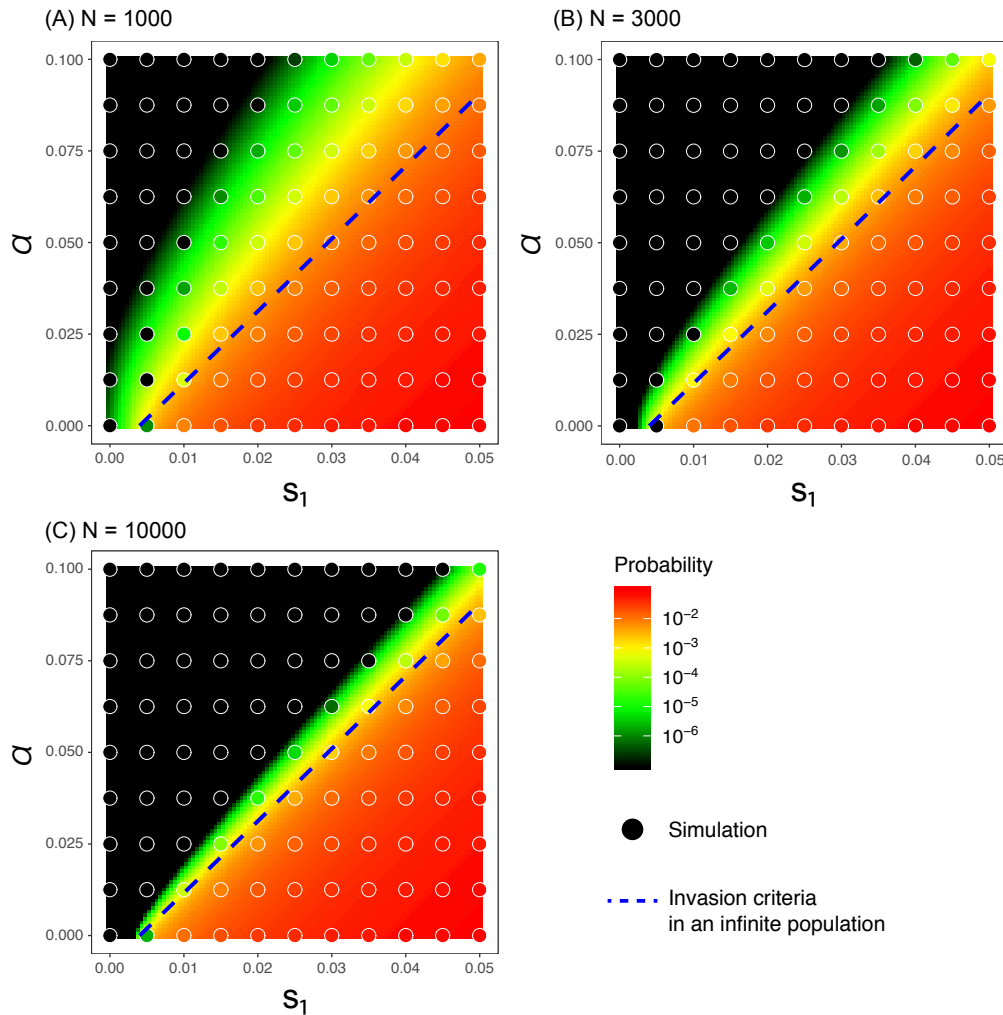 (A) N = 1000
0.100
0.075
0.050
0.025
0.000
α
0.00 0.01 0.02 0.03 0.04 0.05
s1
(B) N = 3000
0.100
0.075
0.050
0.025
0.000
α
0.00 0.01 0.02 0.03 0.04 0.05
s1
(C) N = 10000
0.100
0.075
0.050
0.025
0.000
α
0.00 0.01 0.02 0.03 0.04 0.05
s1
Probability
10−2
10−3
10−4
10−5
10−6
Simulation
Invasion criteria
in an infinite population